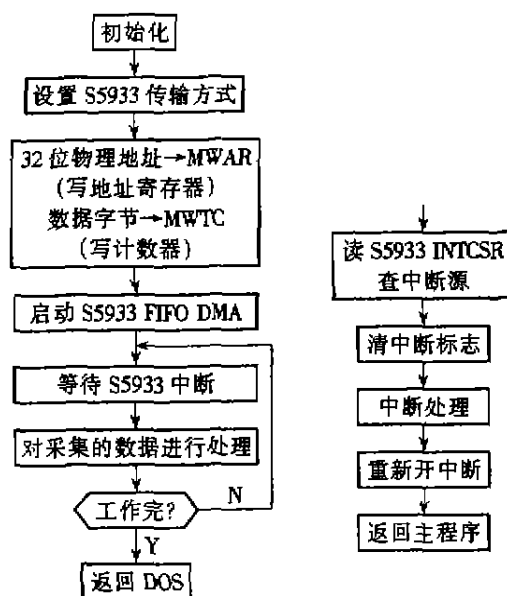 初始化
设置 S5933 传输方式
32 位物理地址→MWAR
(写地址寄存器)
数据字节→MWTC
(写计数器)
启动 S5933 FIFO DMA
等待 S5933 中断
对采集的数据进行处理
工作完?
N
Y
返回 DOS
读 S5933 INTCSR
查中断源
清中断标志
中断处理
重新开中断
返回主程序